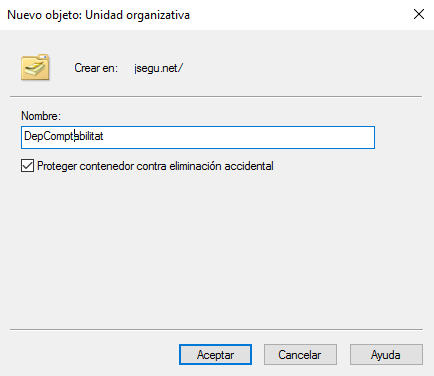 Nuevo objeto: Unidad organizativa
Crear en: jsegu.net/
Nombre:
DepComptabilitat
Proteger contenedor contra eliminación accidental
Aceptar Cancelar Ayuda